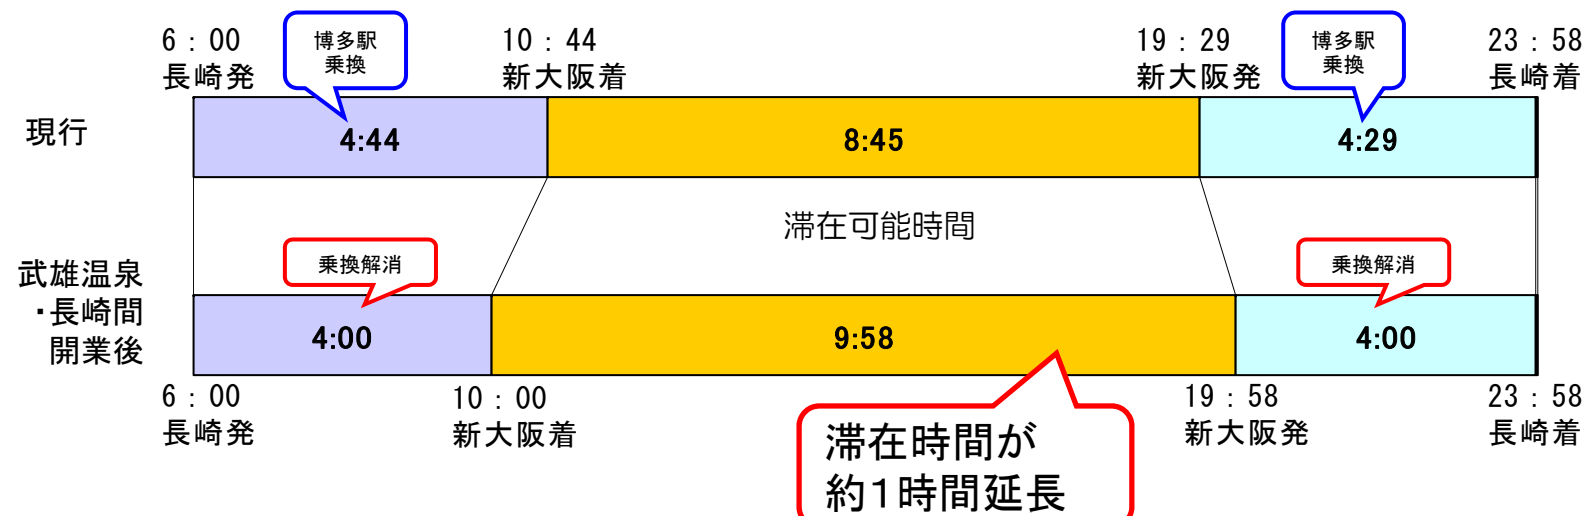 6：00
長崎発
博多駅
乗換
10：44
新大阪着
19：29
新大阪発
博多駅
乗換
23：58
長崎着
現行
4:44
8:45
4:29
滞在可能時間
武雄温泉
・長崎間
開業後
乗換解消
乗換解消
4:00
9:58
4:00
6：00
長崎発
10：00
新大阪着
滞在時間が
約1時間延長
19：58
新大阪発
23：58
長崎着